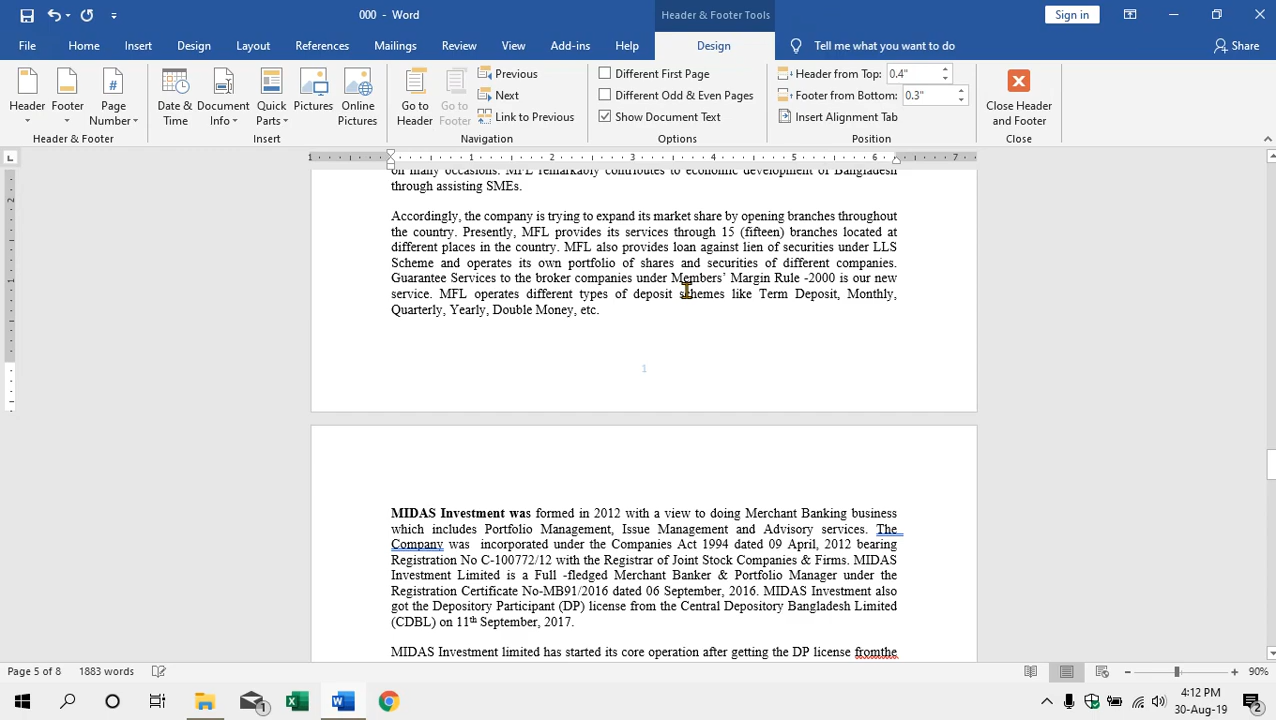 000 - Word
Header & Footer Tools
Sign in
File Home Insert Design Layout References Mailings Review View Add-ins Help Design Tell me what you want to do Share
Header Footer Page Number
Date & Time Document Info Quick Parts Pictures Online Pictures
Go to Header Go to Footer
Previous
Next
Link to Previous
Different First Page
Different Odd & Even Pages
Show Document Text
Header from Top: 0.4"
Footer from Bottom: 0.3"
Insert Alignment Tab
Close Header and Footer
Header & Footer Insert Navigation Options Position Close
1 1 2 3 4 5 6 7
2
1
on many occasions. MFL remarkably contributes to economic development of Bangladesh
through assisting SMEs.
Accordingly, the company is trying to expand its market share by opening branches throughout
the country. Presently, MFL provides its services through 15 (fifteen) branches located at
different places in the country. MFL also provides loan against lien of securities under LLS
Scheme and operates its own portfolio of shares and securities of different companies.
Guarantee Services to the broker companies under Members’ Margin Rule -2000 is our new
service. MFL operates different types of deposit schemes like Term Deposit, Monthly,
Quarterly, Yearly, Double Money, etc.
1
MIDAS Investment was formed in 2012 with a view to doing Merchant Banking business
which includes Portfolio Management, Issue Management and Advisory services. The
Company was incorporated under the Companies Act 1994 dated 09 April, 2012 bearing
Registration No C-100772/12 with the Registrar of Joint Stock Companies & Firms. MIDAS
Investment Limited is a Full -fledged Merchant Banker & Portfolio Manager under the
Registration Certificate No-MB91/2016 dated 06 September, 2016. MIDAS Investment also
got the Depository Participant (DP) license from the Central Depository Bangladesh Limited
(CDBL) on 11th September, 2017.
MIDAS Investment limited has started its core operation after getting the DP license fromthe
Page 5 of 8 1883 words 90%
1
4:12 PM
30-Aug-19
2